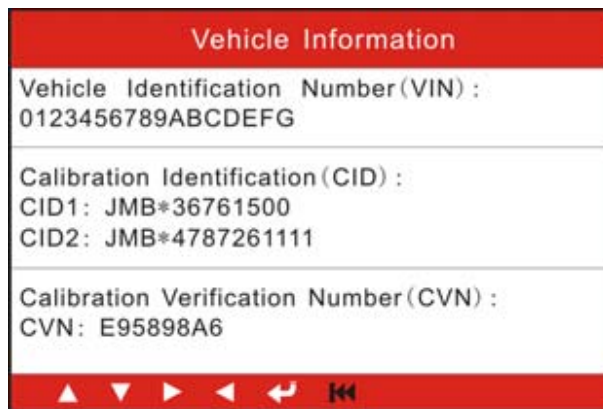 Vehicle Information
Vehicle Identification Number(VIN):
0123456789ABCDEFG
Calibration Identification(CID):
CID1: JMB*36761500
CID2: JMB*4787261111
Calibration Verification Number(CVN):
CVN: E95898A6